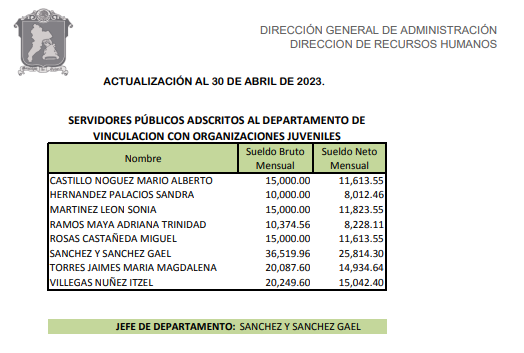 DIRECCIÓN GENERAL DE ADMINISTRACIÓN
DIRECCION DE RECURSOS HUMANOS
ACTUALIZACIÓN AL 30 DE ABRIL DE 2023.
SERVIDORES PÚBLICOS ADSCRITOS AL DEPARTAMENTO DE
VINCULACION CON ORGANIZACIONES JUVENILES
Nombre Sueldo Bruto Mensual Sueldo Neto Mensual
CASTILLO NOGUEZ MARIO ALBERTO 15,000.00 11,613.55
HERNANDEZ PALACIOS SANDRA 10,000.00 8,012.46
MARTINEZ LEON SONIA 15,000.00 11,823.55
RAMOS MAYA ADRIANA TRINIDAD 10,374.56 8,228.11
ROSAS CASTAÑEDA MIGUEL 15,000.00 11,613.55
SANCHEZ Y SANCHEZ GAEL 36,519.96 25,814.30
TORRES JAIMES MARIA MAGDALENA 20,087.60 14,934.64
VILLEGAS NUÑEZ ITZEL 20,249.60 15,042.40
JEFE DE DEPARTAMENTO: SANCHEZ Y SANCHEZ GAEL